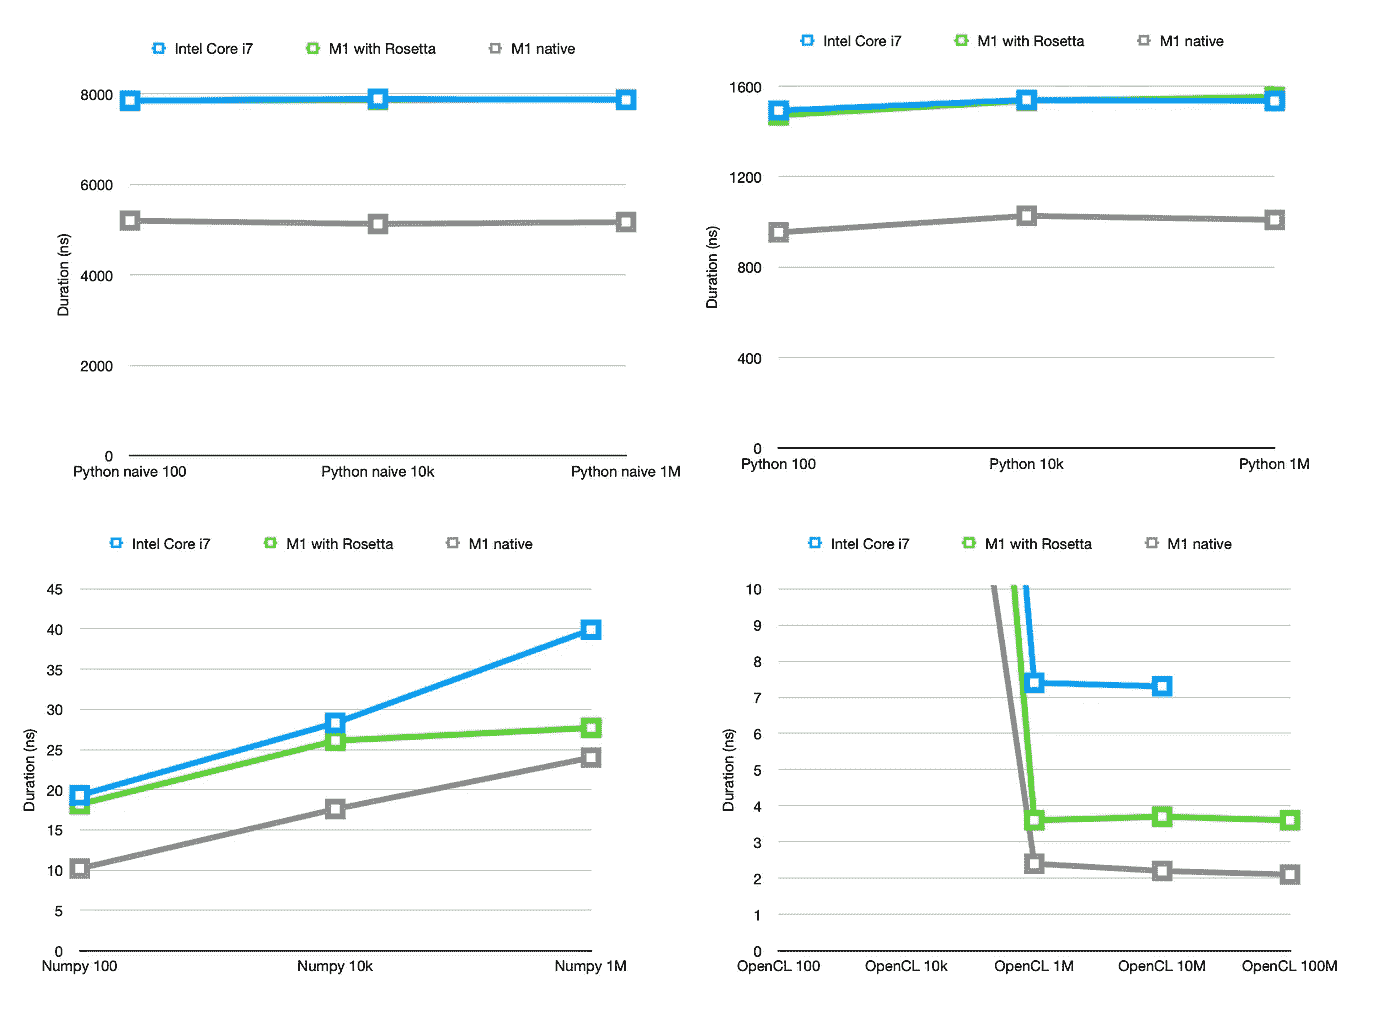 Intel Core i7 M1 with Rosetta M1 native
8000
6000
4000
2000
0
Duration (ns)
Python naive 100 Python naive 10k Python naive 1M
Intel Core i7 M1 with Rosetta M1 native
1600
1200
800
400
0
Duration (ns)
Python 100 Python 10k Python 1M
Intel Core i7 M1 with Rosetta M1 native
45
40
35
30
25
20
15
10
5
0
Duration (ns)
Numpy 100 Numpy 10k Numpy 1M
Intel Core i7 M1 with Rosetta M1 native
10
9
8
7
6
5
4
3
2
1
0
Duration (ns)
OpenCL 100 OpenCL 10k OpenCL 1M OpenCL 10M OpenCL 100M